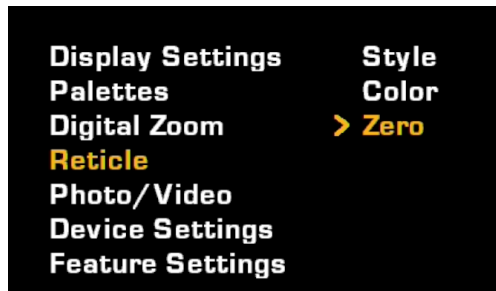 Display Settings Style
Palettes Color
Digital Zoom > Zero
Reticle
Photo/Video
Device Settings
Feature Settings